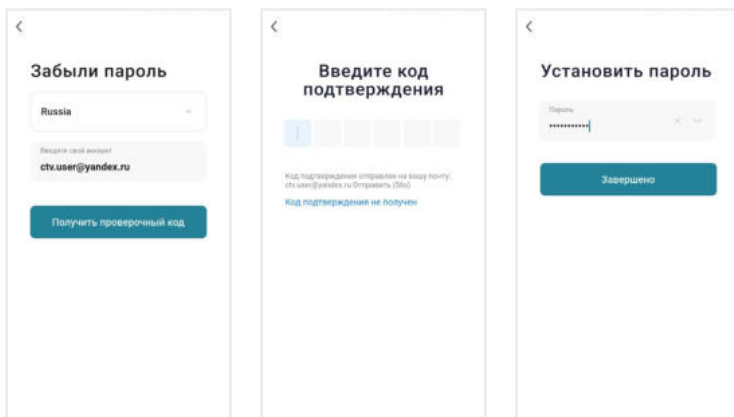 Забыли пароль
Russia
Введите свой аккаунт
ctv.user@yandex.ru
Получить проверочный код
Введите код
подтверждения
Код подтверждения отправлен на вашу почту:
ctv.user@yandex.ru Отправить (56с)
Код подтверждения не получен
Установить пароль
Пароль
Завершено